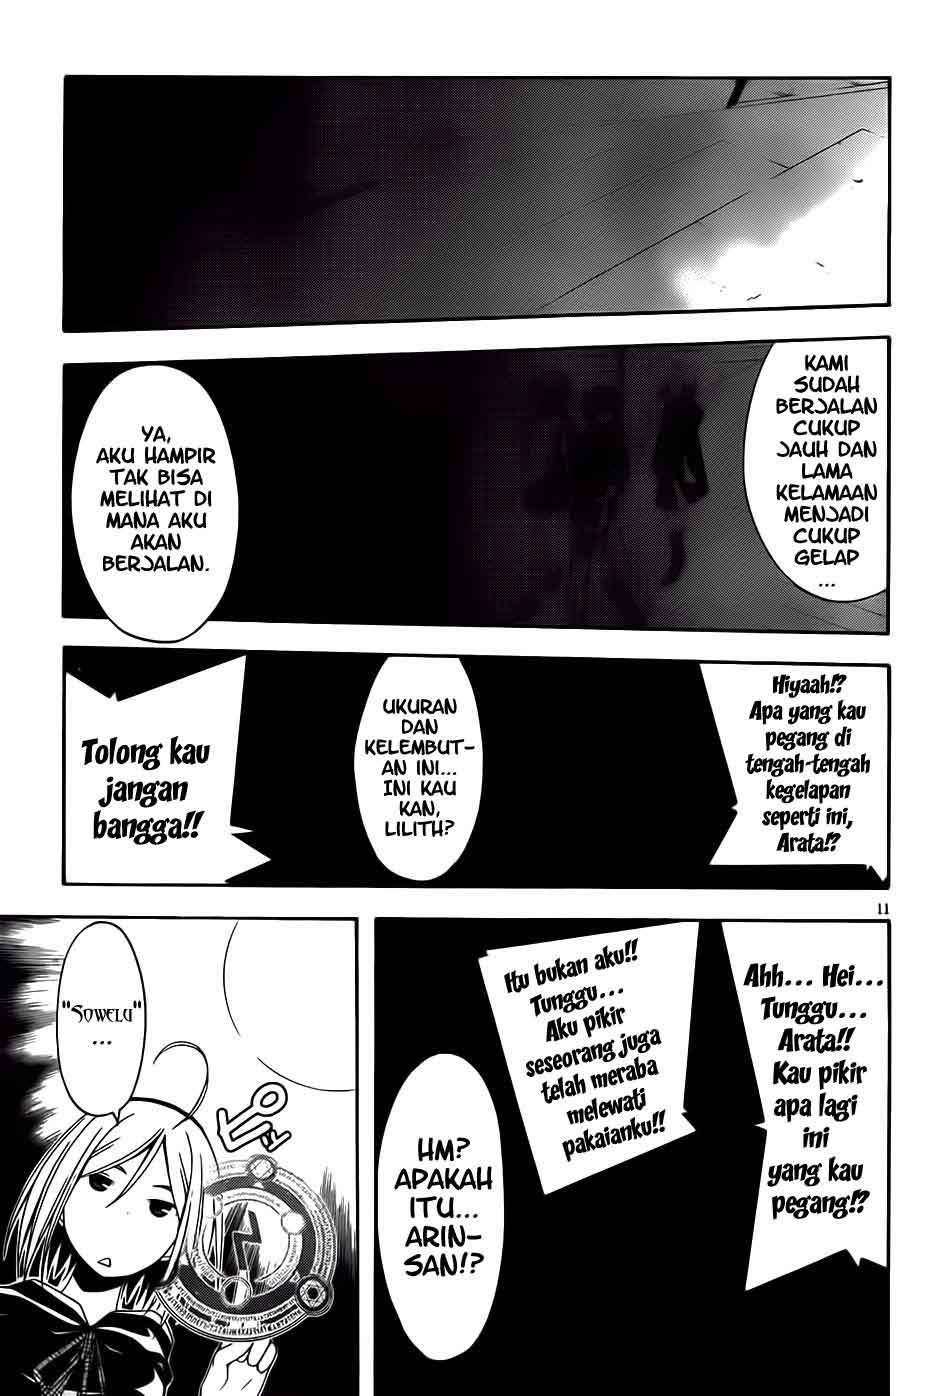 KAMI
SUDAH
BERJALAN
CUKUP
JAUH DAN
LAMA
KELAMAAN
MENJADI
CUKUP
GELAP
...
YA,
AKU HAMPIR
TAK BISA
MELIHAT DI
MANA AKU
AKAN
BERJALAN.
Hiyaah!?
Apa yang kau
pegang di
tengah-tengah
kegelapan
seperti ini,
Arata!?
UKURAN
DAN
KELEMBUT-
AN INI...
INI KAU
KAN,
LILITH?
Tolong kau
jangan
bangga!!
11
Ahh... Hei...
Tunggu...
Arata!!
Kau pikir
apa lagi
ini
yang kau
pegang!?
Itu bukan aku!!
Tunggu...
Aku pikir
seseorang juga
telah meraba
melewati
pakaianku!!
HM?
APAKAH
ITU...
ARIN-
SAN!?
"SOWELU"
...